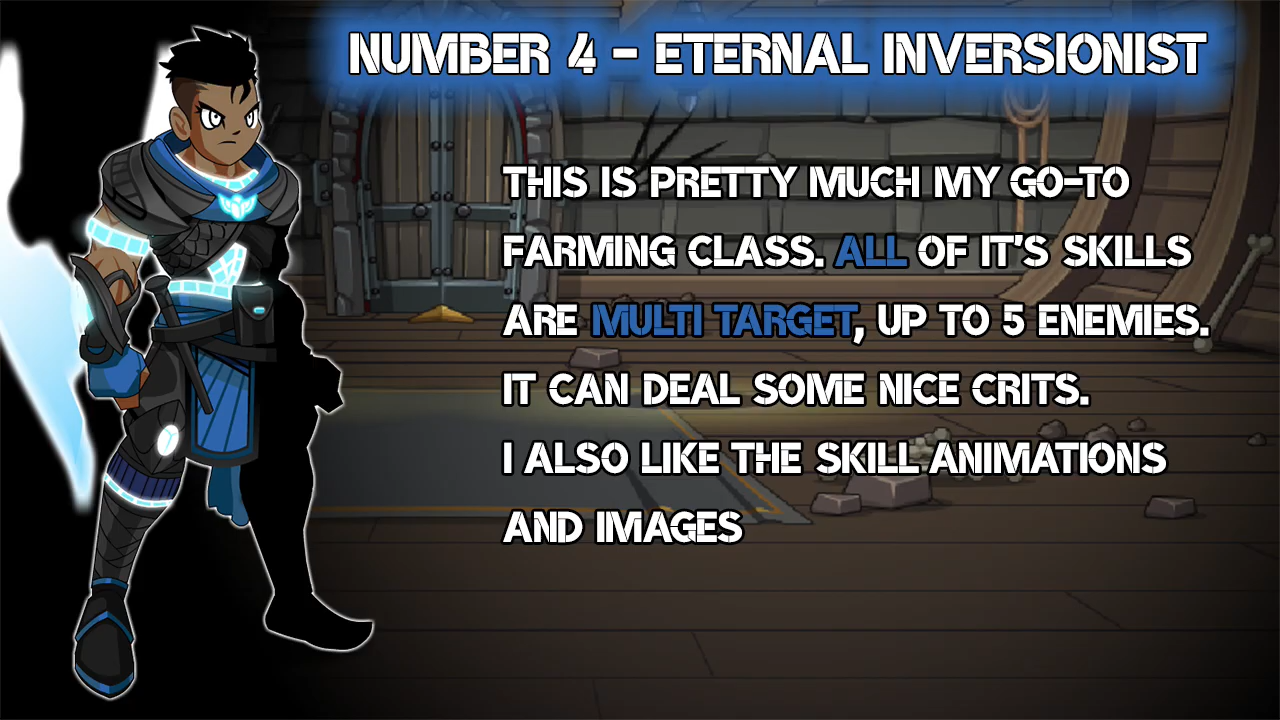 NUMBER 4 - ETERNAL INVERSIONIST
THIS IS PRETTY MUCH MY GO-TO
FARMING CLASS. ALL OF IT'S SKILLS
ARE MULTI TARGET, UP TO 5 ENEMIES.
IT CAN DEAL SOME NICE CRITS.
I ALSO LIKE THE SKILL ANIMATIONS
AND IMAGES